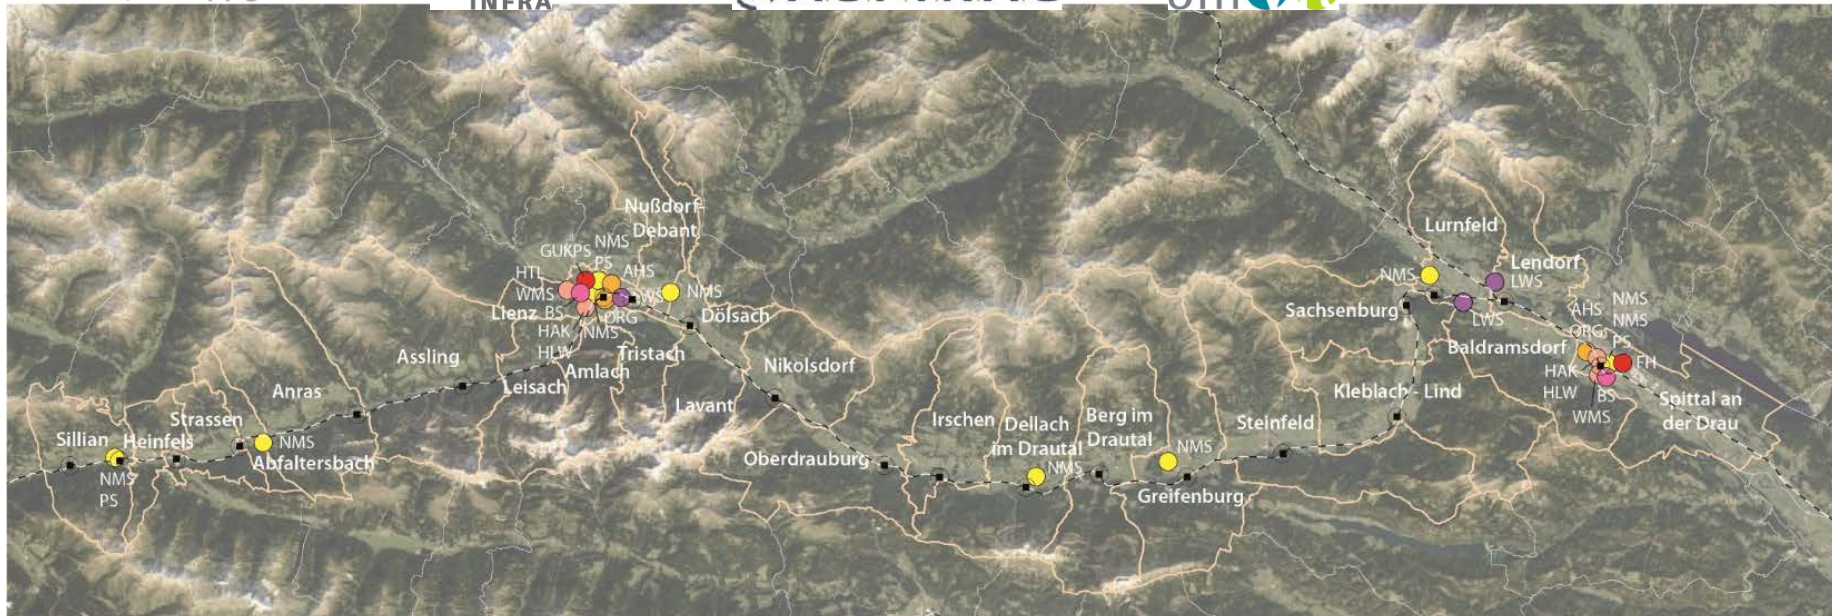 INFRA
Nußdorf-
Debant
GUKPS
NMS
PS
AHS
HTL
WMS
LWS
NMS
Lienz
BS
ORG
HAK
NMS
HLW
Dölsach
Tristach
Amlach
Assling
Leisach
Lavant
Nikolsdorf
Anras
Strassen
Sillian
Heinfels
NMS
Abfaltersbach
NMS
PS
Oberdrauburg
Irschen
Dellach
im Drautal
NMS
Berg im
Drautal
NMS
Greifenburg
Steinfeld
Kleblach - Lind
Sachsenburg
NMS
Lurnfeld
Lendorf
LWS
LWS
Baldramsdorf
AHS
ORG
NMS
NMS
PS
FH
HAK
HLW
BS
WMS
Spittal an
der Drau